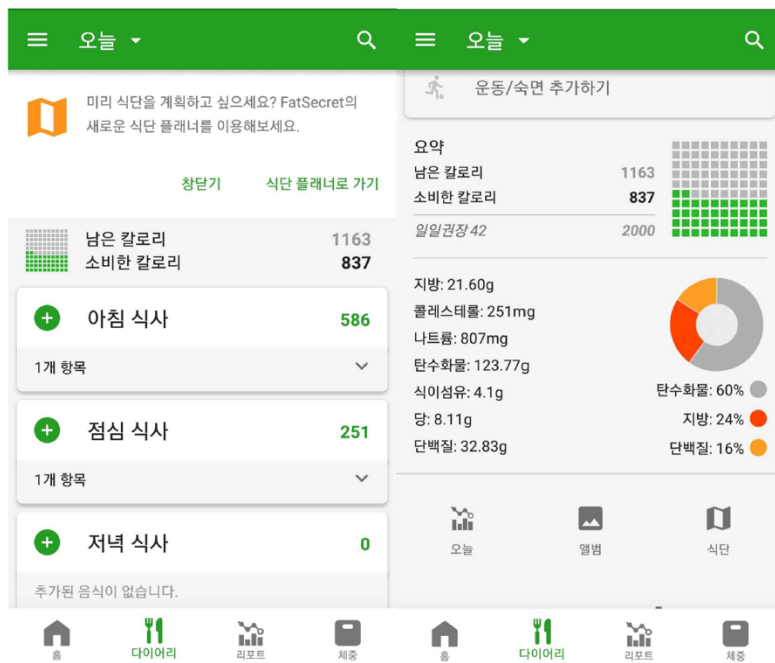 오늘
미리 식단을 계획하고 싶으세요? FatSecret의
새로운 식단 플래너를 이용해보세요.
창닫기 식단 플래너로 가기
남은 칼로리 1163
소비한 칼로리 837
아침 식사 586
1개 항목
점심 식사 251
1개 항목
저녁 식사 0
추가된 음식이 없습니다.
홈 다이어리 리포트 체중
오늘
운동/숙면 추가하기
요약
남은 칼로리 1163
소비한 칼로리 837
일일권장 42 2000
지방: 21.60g
콜레스테롤: 251mg
나트륨: 807mg
탄수화물: 123.77g
식이섬유: 4.1g
당: 8.11g
단백질: 32.83g
탄수화물: 60%
지방: 24%
단백질: 16%
오늘 앨범 식단
홈 다이어리 리포트 체중